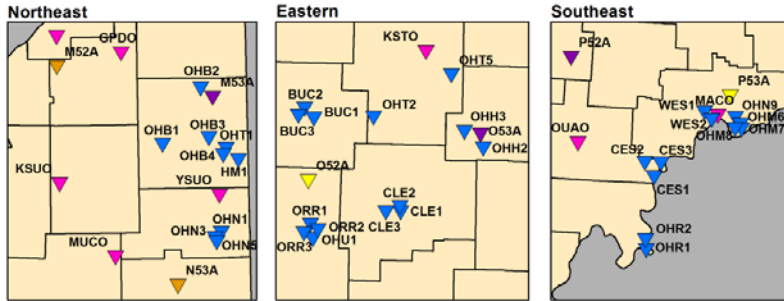 Northeast
M52A
GPDO
OHB2
M53A
OHB1
OHB3
OHT1
OHB4
HM1
KSUO
YSUO
OHN1
OHN3
OHN5
MUCO
N53A
Eastern
KSTO
OHT5
BUC2
BUC1
BUC3
OHT2
OHH3
O53A
OHH2
O52A
CLE2
CLE1
CLE3
ORR1
ORR2
ORR3
OHU1
Southeast
P52A
P53A
MACO
WES1
OHN9
OHM6
WES2
OHM8
OHM7
OUAO
CES2
CES3
CES1
OHR2
OHR1